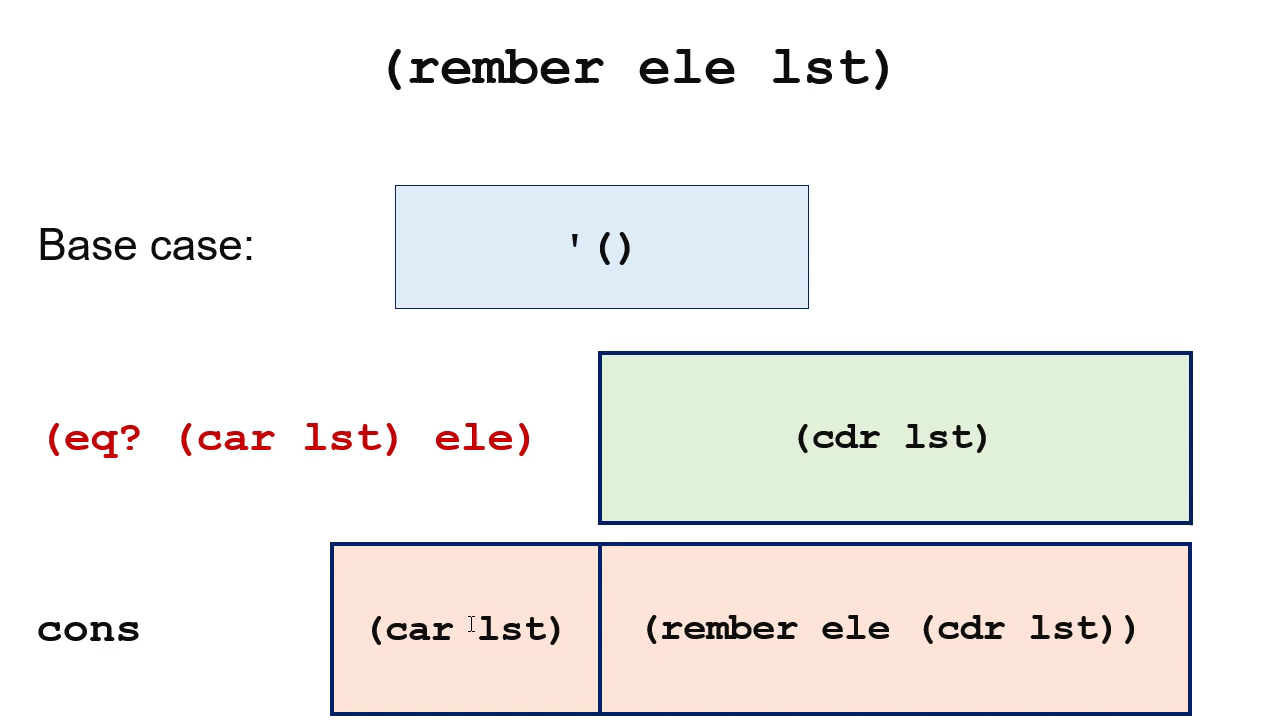 (rember ele lst)
Base case: '()
(eq? (car lst) ele) (cdr lst)
cons (car lst) (rember ele (cdr lst))